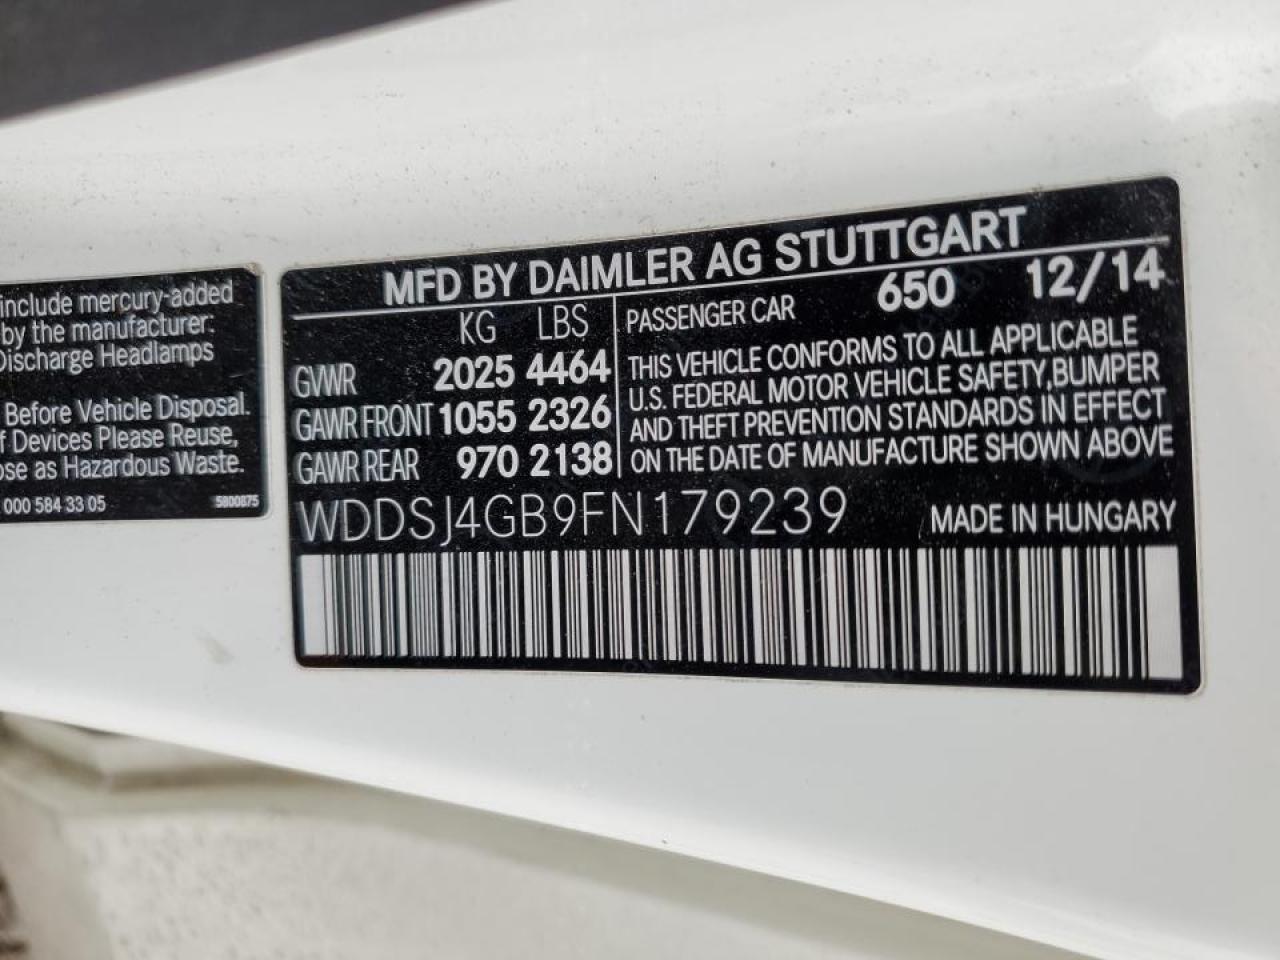 include mercury-added
by the manufacturer:
Discharge Headlamps
Before Vehicle Disposal.
f Devices Please Reuse,
ose as Hazardous Waste.
000 584 33 05 5800875
MFD BY DAIMLER AG STUTTGART
KG LBS
GVWR 2025 4464
GAWR FRONT 1055 2326
GAWR REAR 970 2138
PASSENGER CAR 650 12/14
THIS VEHICLE CONFORMS TO ALL APPLICABLE
U.S. FEDERAL MOTOR VEHICLE SAFETY,BUMPER
AND THEFT PREVENTION STANDARDS IN EFFECT
ON THE DATE OF MANUFACTURE SHOWN ABOVE
WDDSJ4GB9FN179239 MADE IN HUNGARY